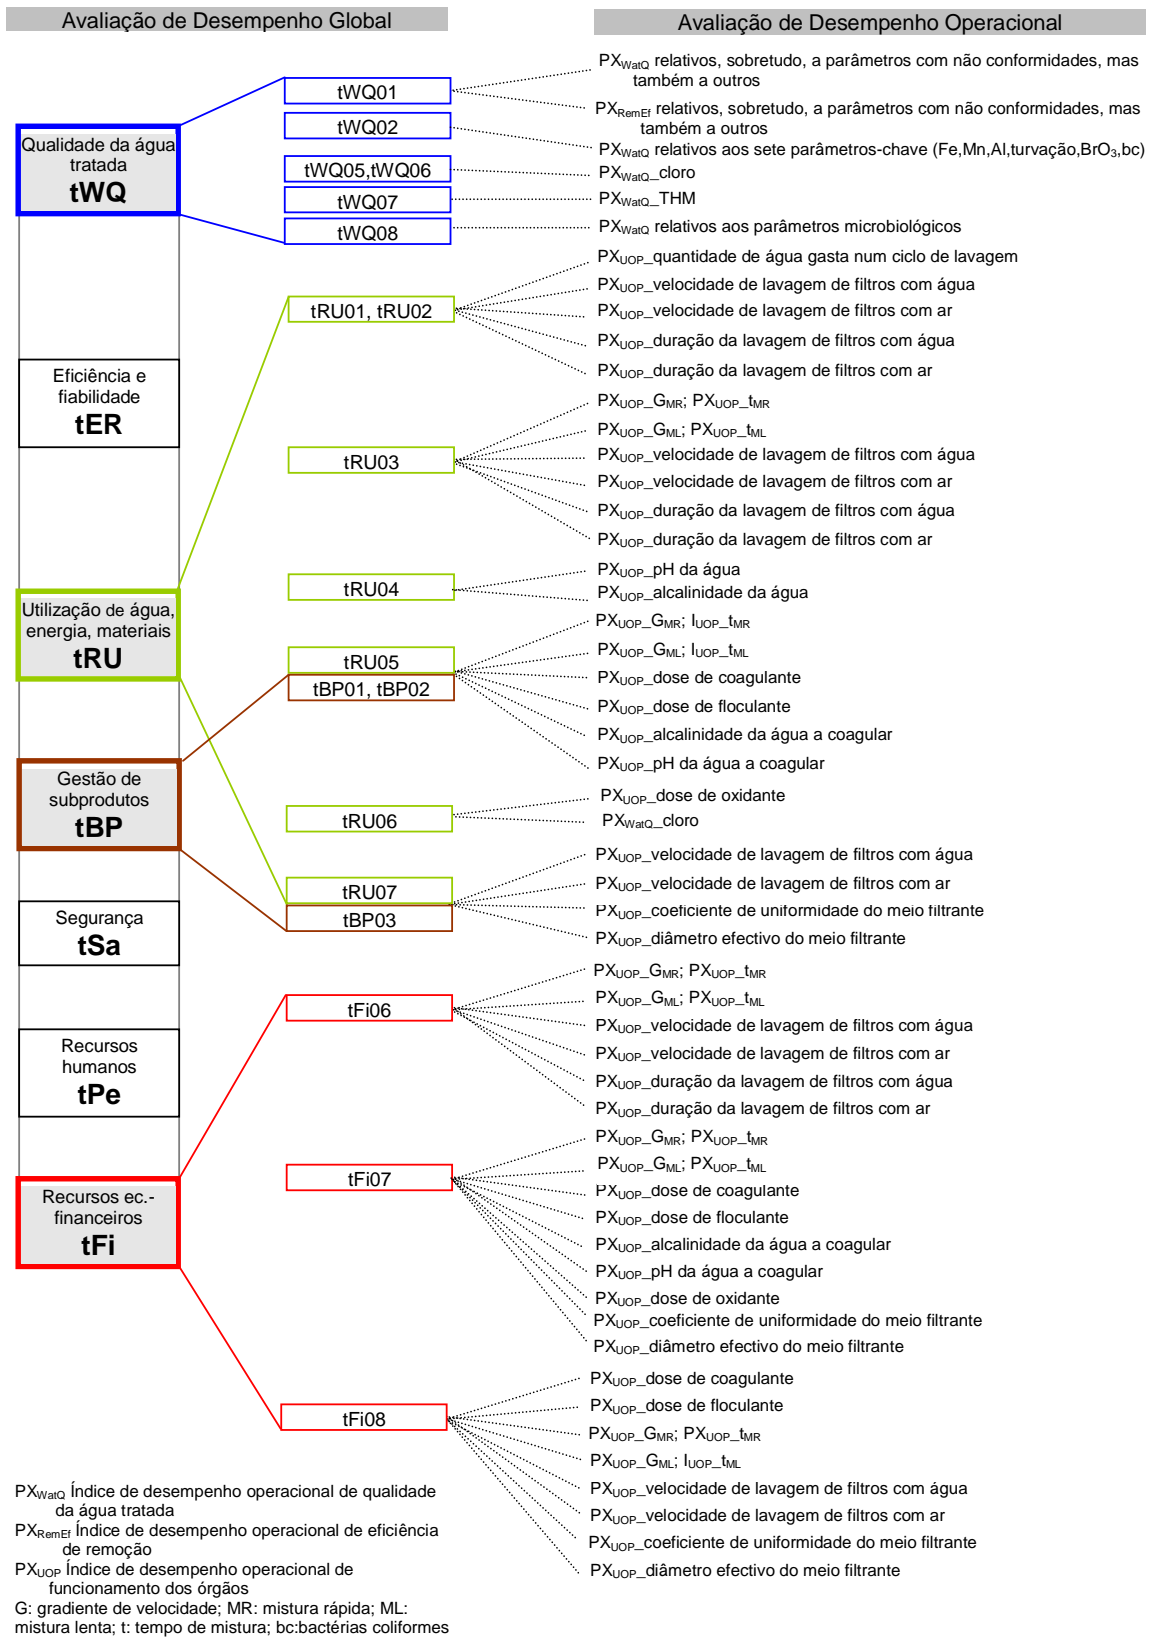 Avaliação de Desempenho Global
Avaliação de Desempenho Operacional
Qualidade da água
tratada
tWQ
Eficiência e
fiabilidade
tER
Utilização de água,
energia, materiais
tRU
Gestão de
subprodutos
tBP
Segurança
tSa
Recursos
humanos
tPe
Recursos ec.-
financeiros
tFi
tWQ01
tWQ02
tWQ05,tWQ06
tWQ07
tWQ08
tRU01, tRU02
tRU03
tRU04
tRU05
tBP01, tBP02
tRU06
tRU07
tBP03
tFi06
tFi07
tFi08
PXWatQ relativos, sobretudo, a parâmetros com não conformidades, mas
também a outros
PXRemEf relativos, sobretudo, a parâmetros com não conformidades, mas
também a outros
PXWatQ relativos aos sete parâmetros-chave (Fe,Mn,Al,turvação,BrO3,bc)
PXWatQ_cloro
PXWatQ_THM
PXWatQ relativos aos parâmetros microbiológicos
PXUOP_quantidade de água gasta num ciclo de lavagem
PXUOP_velocidade de lavagem de filtros com água
PXUOP_velocidade de lavagem de filtros com ar
PXUOP_duração da lavagem de filtros com água
PXUOP_duração da lavagem de filtros com ar
PXUOP_GMR; PXUOP_tMR
PXUOP_GML; PXUOP_tML
PXUOP_velocidade de lavagem de filtros com água
PXUOP_velocidade de lavagem de filtros com ar
PXUOP_duração da lavagem de filtros com água
PXUOP_duração da lavagem de filtros com ar
PXUOP_pH da água
PXUOP_alcalinidade da água
PXUOP_GMR; IUOP_tMR
PXUOP_GML; IUOP_tML
PXUOP_dose de coagulante
PXUOP_dose de floculante
PXUOP_alcalinidade da água a coagular
PXUOP_pH da água a coagular
PXUOP_dose de oxidante
PXWatQ_cloro
PXUOP_velocidade de lavagem de filtros com água
PXUOP_velocidade de lavagem de filtros com ar
PXUOP_coeficiente de uniformidade do meio filtrante
PXUOP_diâmetro efectivo do meio filtrante
PXUOP_GMR; PXUOP_tMR
PXUOP_GML; PXUOP_tML
PXUOP_velocidade de lavagem de filtros com água
PXUOP_velocidade de lavagem de filtros com ar
PXUOP_duração da lavagem de filtros com água
PXUOP_duração da lavagem de filtros com ar
PXUOP_GMR; PXUOP_tMR
PXUOP_GML; PXUOP_tML
PXUOP_dose de coagulante
PXUOP_dose de floculante
PXUOP_alcalinidade da água a coagular
PXUOP_pH da água a coagular
PXUOP_dose de oxidante
PXUOP_coeficiente de uniformidade do meio filtrante
PXUOP_diâmetro efectivo do meio filtrante
PXUOP_dose de coagulante
PXUOP_dose de floculante
PXUOP_GMR; PXUOP_tMR
PXUOP_GML; IUOP_tML
PXUOP_velocidade de lavagem de filtros com água
PXUOP_velocidade de lavagem de filtros com ar
PXUOP_coeficiente de uniformidade do meio filtrante
PXUOP_diâmetro efectivo do meio filtrante
PXWatQ Índice de desempenho operacional de qualidade
da água tratada
PXRemEf Índice de desempenho operacional de eficiência
de remoção
PXUOP Índice de desempenho operacional de
funcionamento dos órgãos
G: gradiente de velocidade; MR: mistura rápida; ML:
mistura lenta; t: tempo de mistura; bc:bactérias coliformes